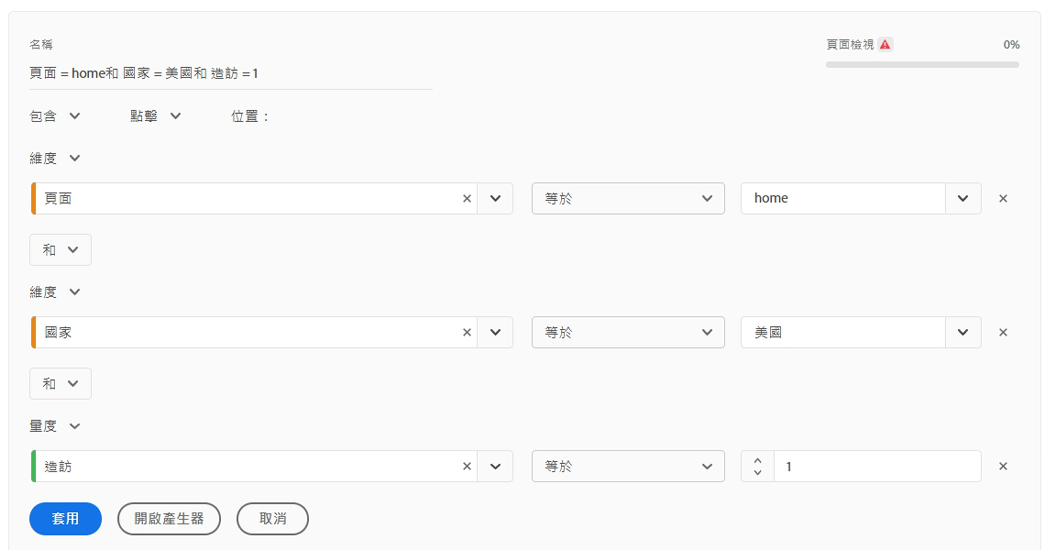 名稱
頁面檢視 0%
頁面 = home和 國家 = 美國和 造訪 = 1
包含 點擊 位置：
維度
頁面 等於 home
和
維度
國家 等於 美國
和
量度
造訪 等於 1
套用 開啟產生器 取消